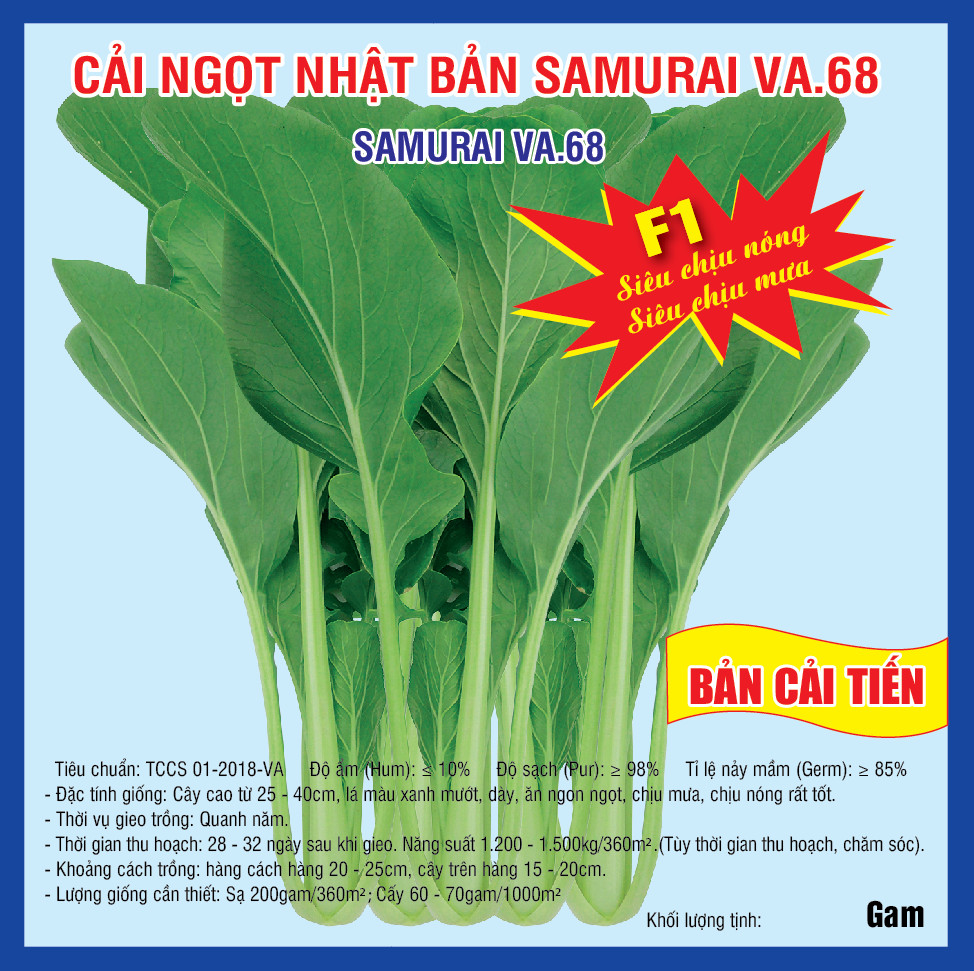 CẢI NGỌT NHẬT BẢN SAMURAI VA.68
SAMURAI VA.68
F1
Siêu chịu nóng
Siêu chịu mưa
BẢN CẢI TIẾN
Tiêu chuẩn: TCCS 01-2018-VA Độ ẩm (Hum): ≤ 10% Độ sạch (Pur): ≥ 98% Tỉ lệ nảy mầm (Germ): ≥ 85%
- Đặc tính giống: Cây cao từ 25 - 40cm, lá màu xanh mướt, dày, ăn ngon ngọt, chịu mưa, chịu nóng rất tốt.
- Thời vụ gieo trồng: Quanh năm.
- Thời gian thu hoạch: 28 - 32 ngày sau khi gieo. Năng suất 1.200 - 1.500kg/360m².(Tùy thời gian thu hoạch, chăm sóc).
- Khoảng cách trồng: hàng cách hàng 20 - 25cm, cây trên hàng 15 - 20cm.
- Lượng giống cần thiết: Sạ 200gam/360m²; Cấy 60 - 70gam/1000m²
Khối lượng tịnh: Gam